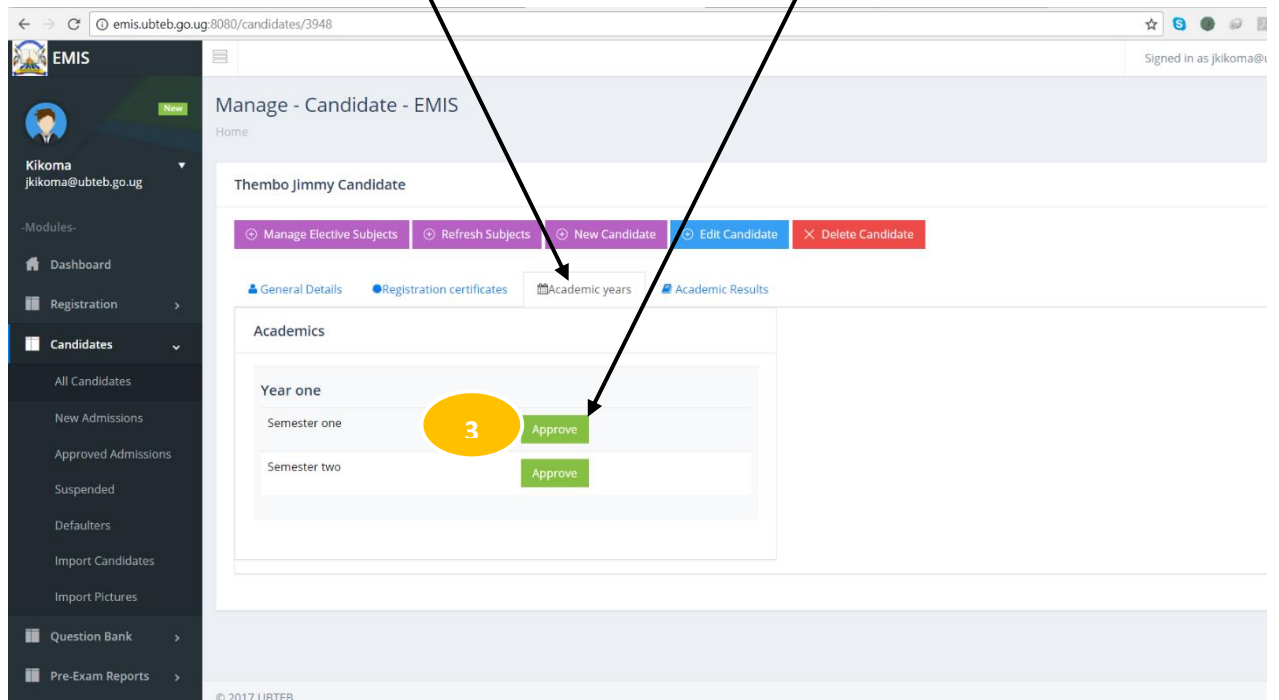 emis.ubteb.go.ug:8080/candidates/3948
EMIS
Signed in as jkikoma@u
New
Manage - Candidate - EMIS
Home
Kikoma
jkikoma@ubteb.go.ug
Thembo Jimmy Candidate
-Modules-
Manage Elective Subjects
Refresh Subjects
New Candidate
Edit Candidate
Delete Candidate
Dashboard
Registration
General Details
Registration certificates
Academic years
Academic Results
Candidates
Academics
All Candidates
Year one
New Admissions
Semester one
3
Approve
Approved Admissions
Semester two
Approve
Suspended
Defaulters
Import Candidates
Import Pictures
Question Bank
Pre-Exam Reports
© 2017 UBTEB